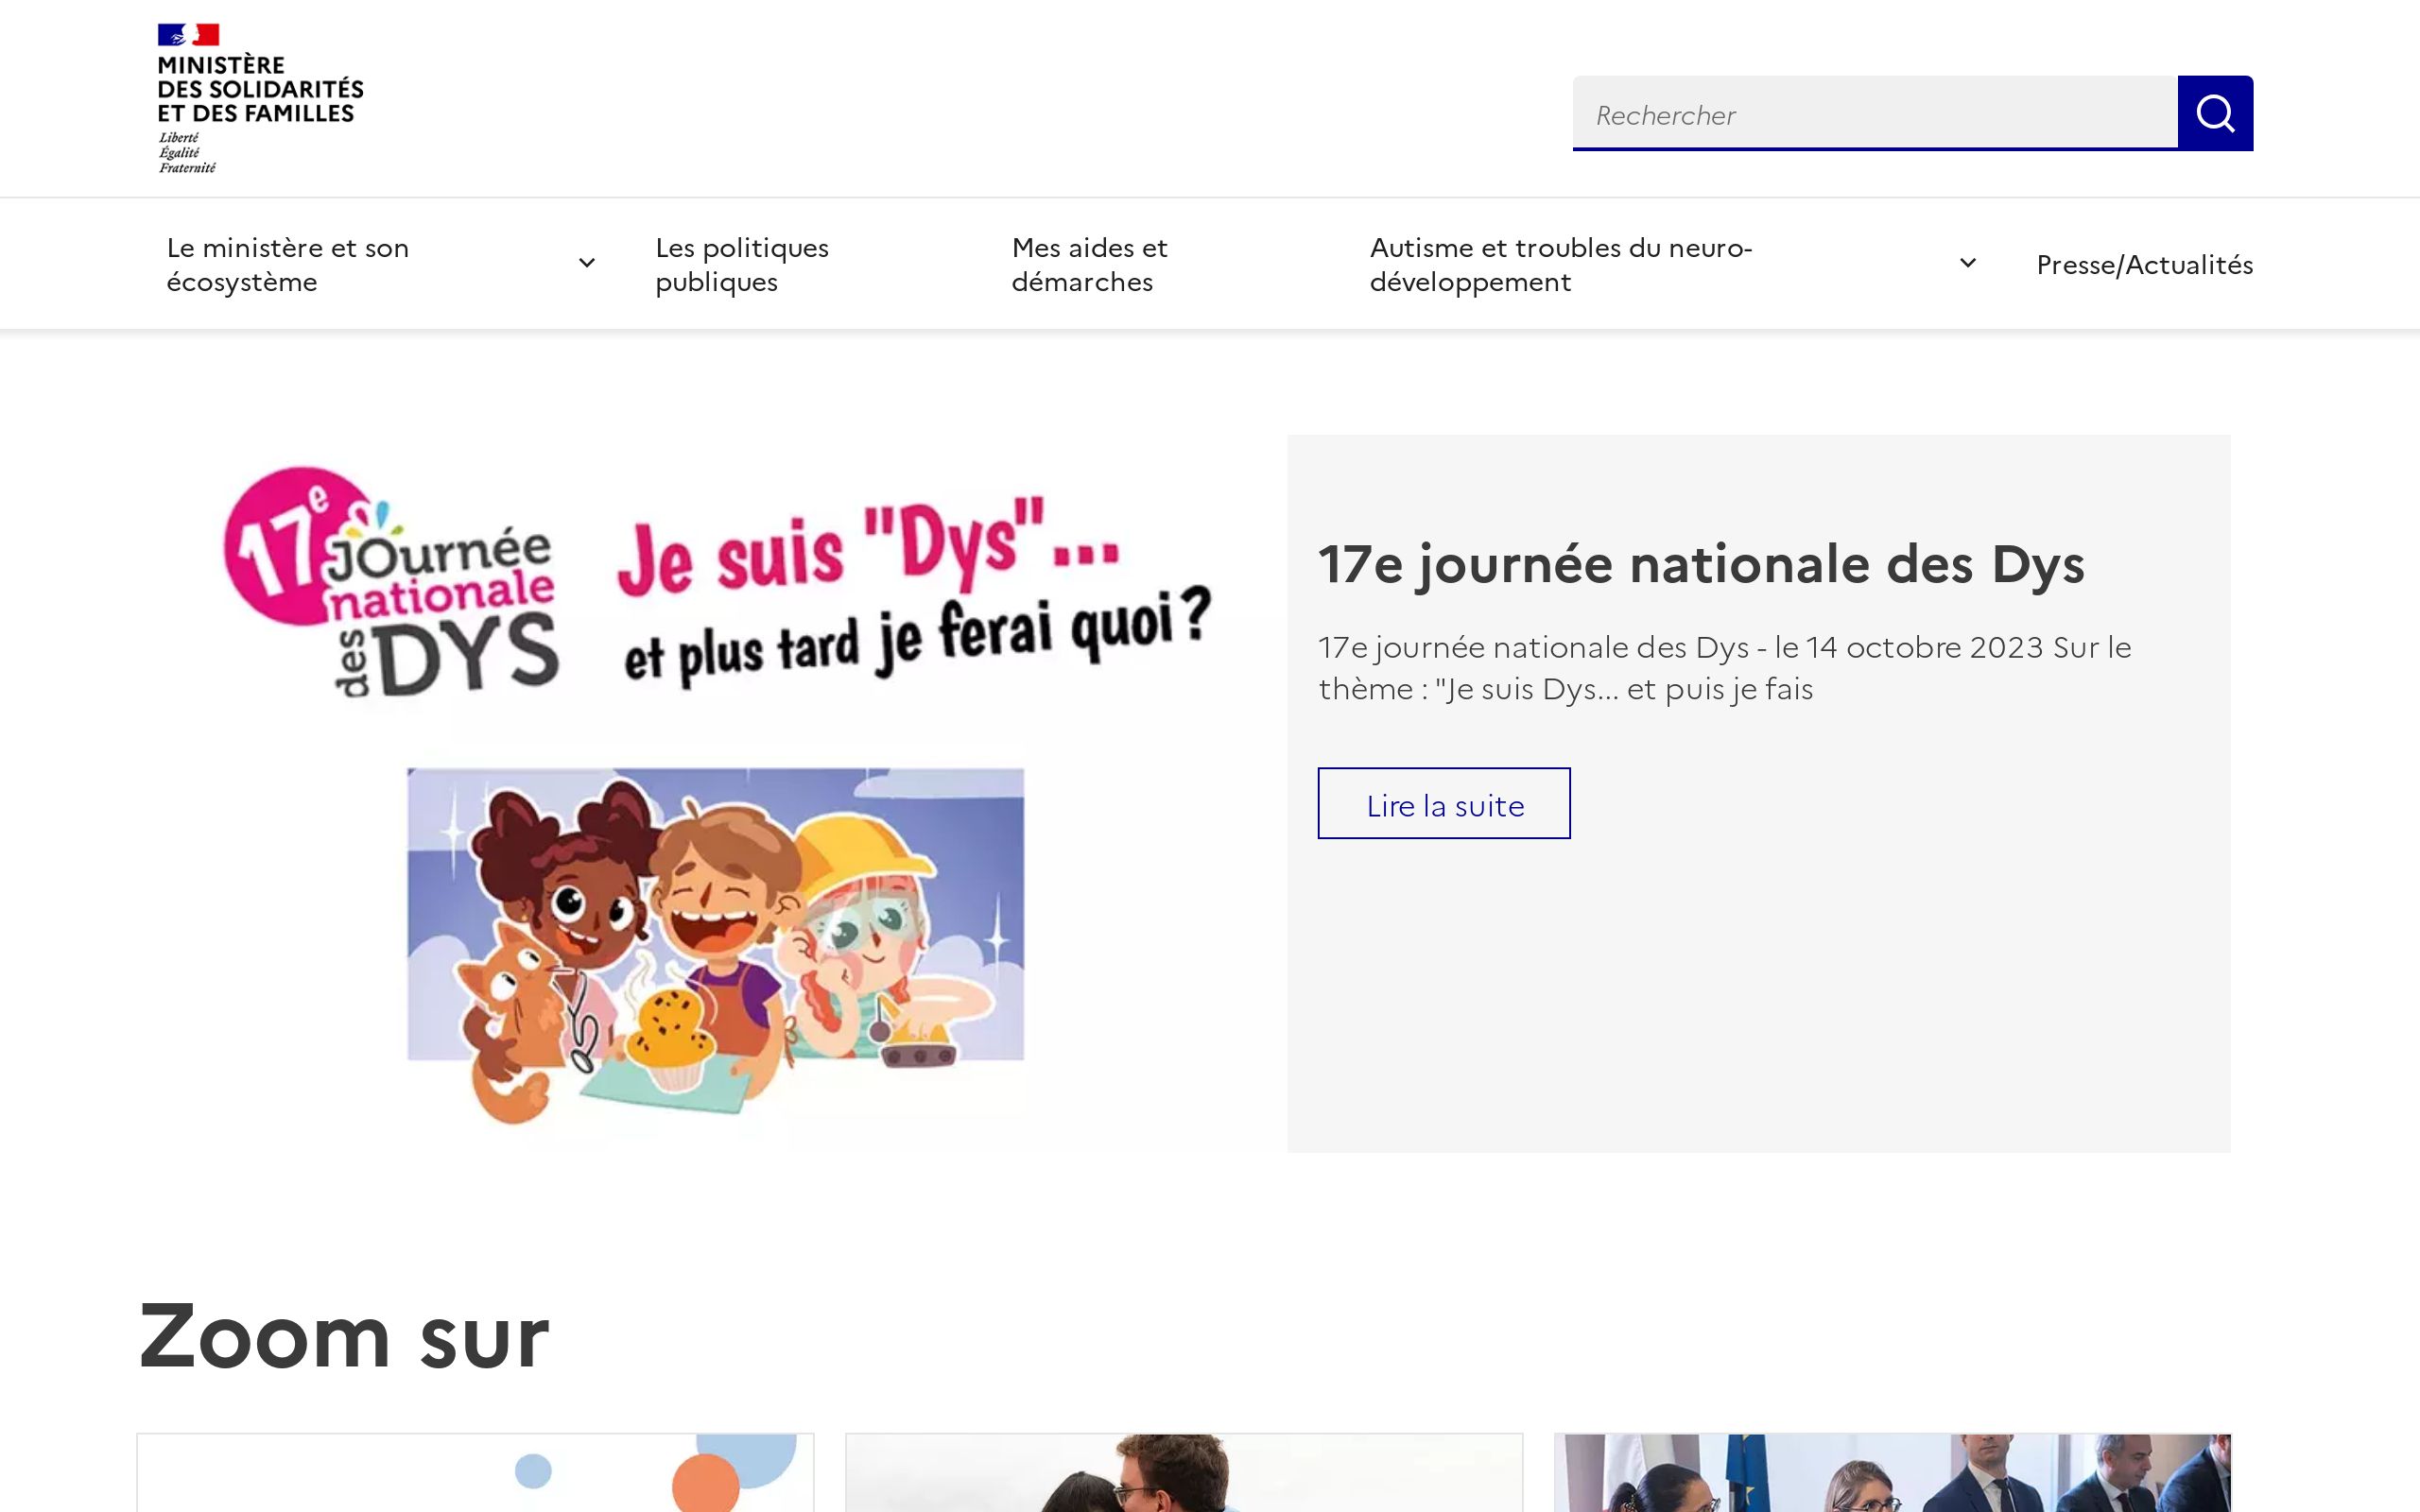 MINISTÈRE
DES SOLIDARITÉS
ET DES FAMILLES
Liberté
Égalité
Fraternité
Rechercher
Le ministère et son
écosystème
Les politiques
publiques
Mes aides et
démarches
Autisme et troubles du neuro-
développement
Presse/Actualités
17e JOurnée
nationale
des DYS
Je suis "Dys"...
et plus tard je ferai quoi ?
17e journée nationale des Dys
17e journée nationale des Dys - le 14 octobre 2023 Sur le
thème : "Je suis Dys... et puis je fais
Lire la suite
Zoom sur